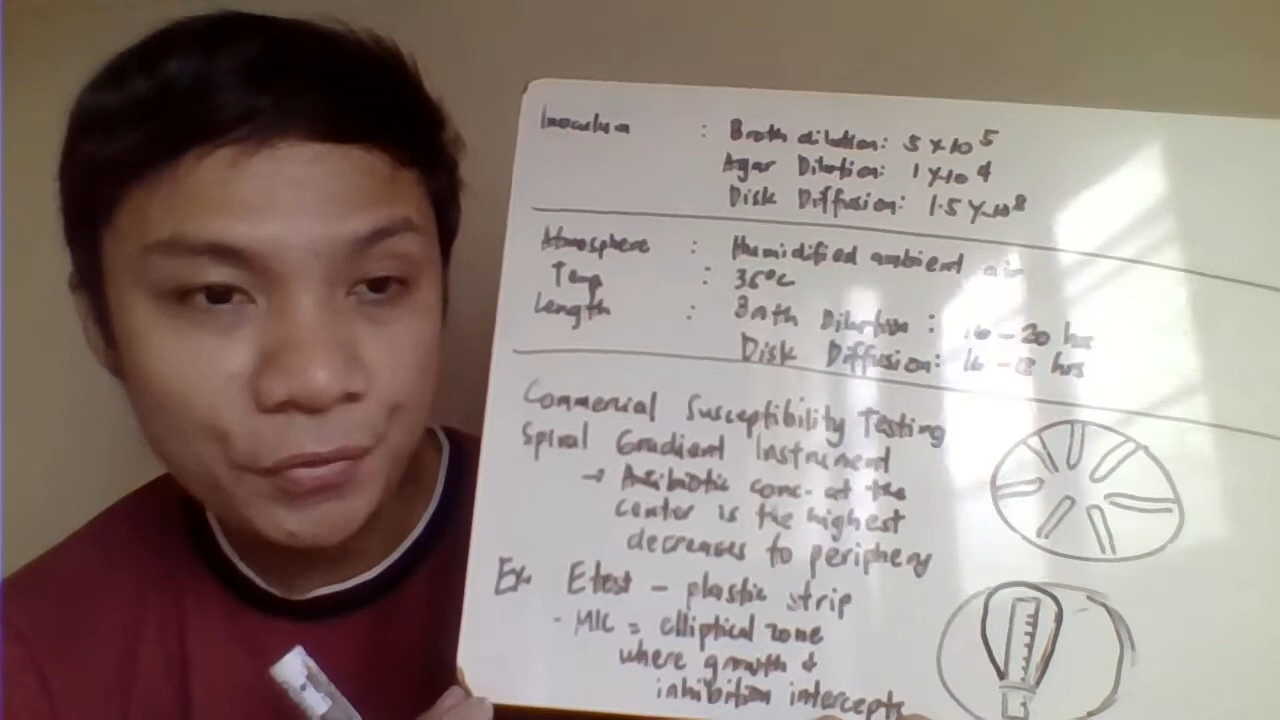 Inoculum : Broth dilution: 5 x 10 5
Agar Dilution: 1 x 10 4
Disk Diffusion: 1.5 x 10 8
Atmosphere : Humidified ambient air
Temp : 35°C
Length : Broth Dilution : 16 - 20 hrs
Disk Diffusion: 16 - hrs
Commercial Susceptibility Testing
Spiral Gradient Instrument
→ Antibiotic conc. at the
center is the highest
decreases to periphery
Ex. Etest - plastic strip
- MIC = elliptical zone
where growth &
inhibition intercepts